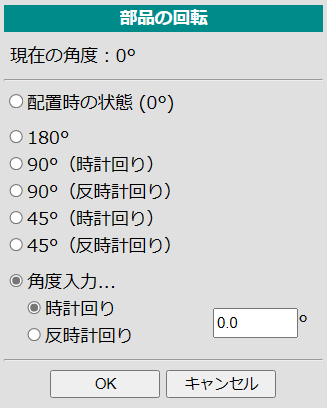 部品の回転
現在の角度：0°
配置時の状態 (0°)
180°
90°（時計回り）
90°（反時計回り）
45°（時計回り）
45°（反時計回り）
角度入力...
時計回り
反時計回り
0.0 °
OK キャンセル